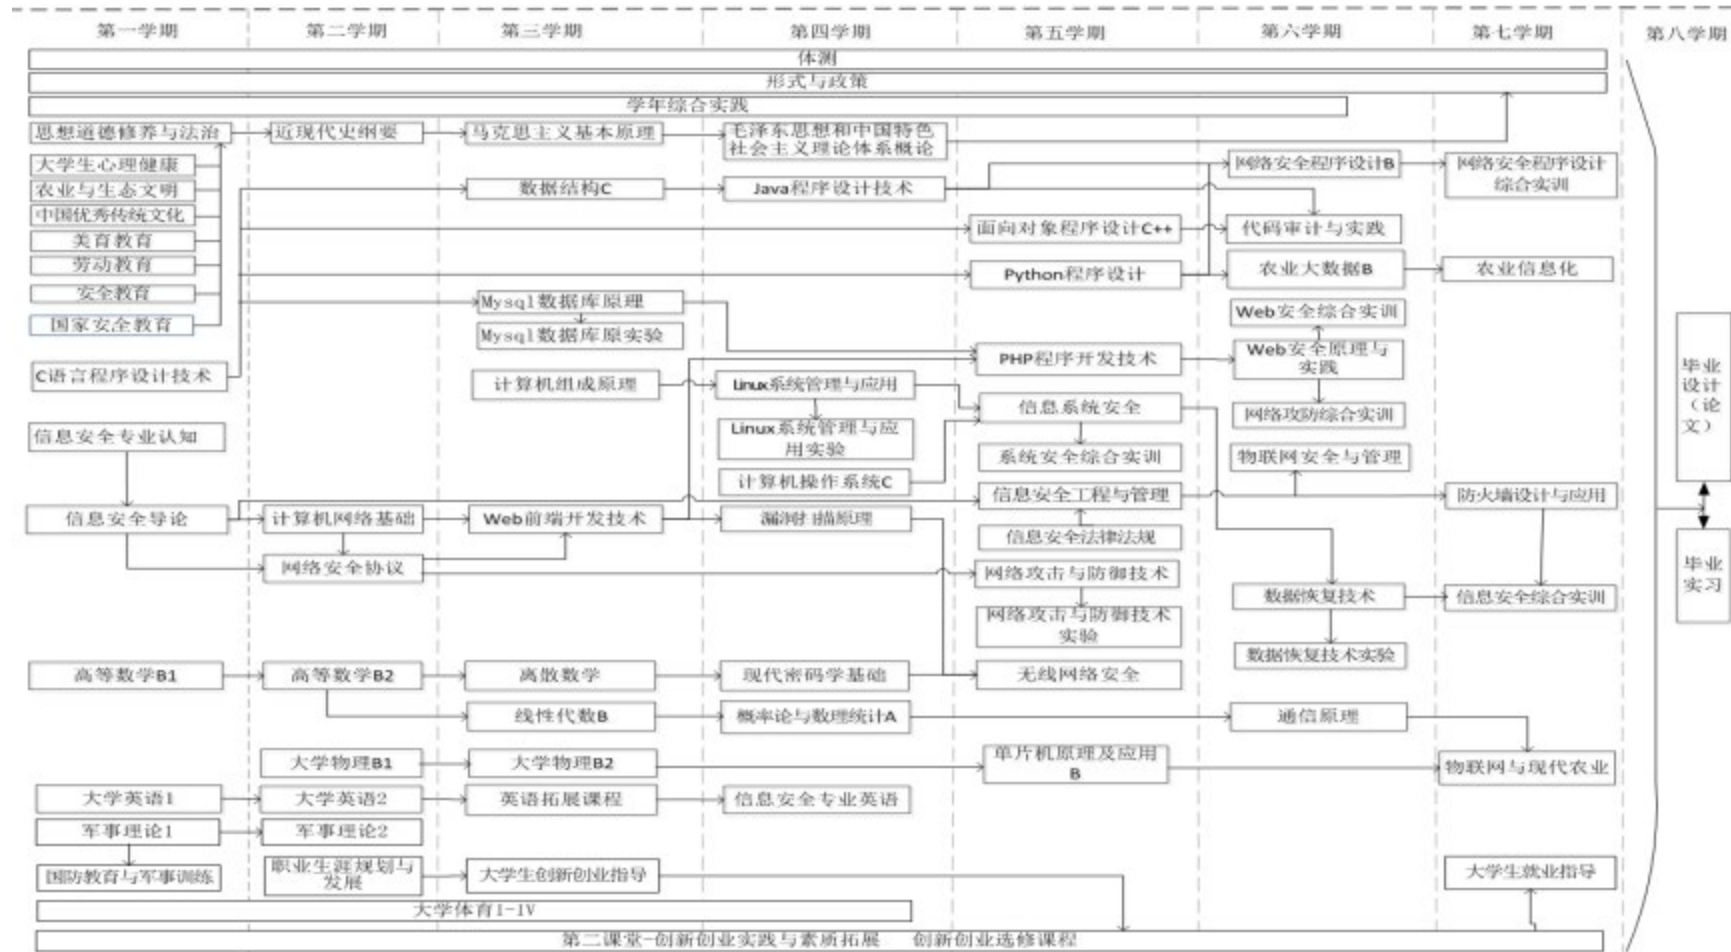 第一学期
第二学期
第三学期
第四学期
第五学期
第六学期
第七学期
第八学期
体测
形式与政策
学年综合实践
思想道德修养与法治
近现代史纲要
马克思主义基本原理
毛泽东思想和中国特色
社会主义理论体系概论
大学生心理健康
农业与生态文明
中国优秀传统文化
美育教育
劳动教育
安全教育
国家安全教育
C语言程序设计技术
数据结构C
Java程序设计技术
网络安全程序设计B
网络安全程序设计
综合实训
面向对象程序设计C++
代码审计与实践
Python程序设计
农业大数据B
农业信息化
Mysql数据库原理
Mysql数据库原实验
Web安全综合实训
PHP程序开发技术
Web安全原理与
实践
网络攻防综合实训
计算机组成原理
Linux系统管理与应用
信息系统安全
Linux系统管理与应
用实验
系统安全综合实训
物联网安全与管理
计算机操作系统C
信息安全专业认知
信息安全导论
计算机网络基础
Web前端开发技术
漏洞扫描原理
信息安全工程与管理
防火墙设计与应用
信息安全法律法规
网络安全协议
网络攻击与防御技术
网络攻击与防御技术
实验
数据恢复技术
信息安全综合实训
数据恢复技术实验
高等数学B1
高等数学B2
离散数学
现代密码学基础
无线网络安全
线性代数B
概率论与数理统计A
通信原理
大学物理B1
大学物理B2
单片机原理及应用
B
物联网与现代农业
大学英语1
大学英语2
英语拓展课程
信息安全专业英语
军事理论1
军事理论2
国防教育与军事训练
职业生涯规划与
发展
大学生创新创业指导
大学生就业指导
大学体育I-IV
第二课堂-创新创业实践与素质拓展 创新创业选修课程
毕业
设计
（论
文）
毕业
实习